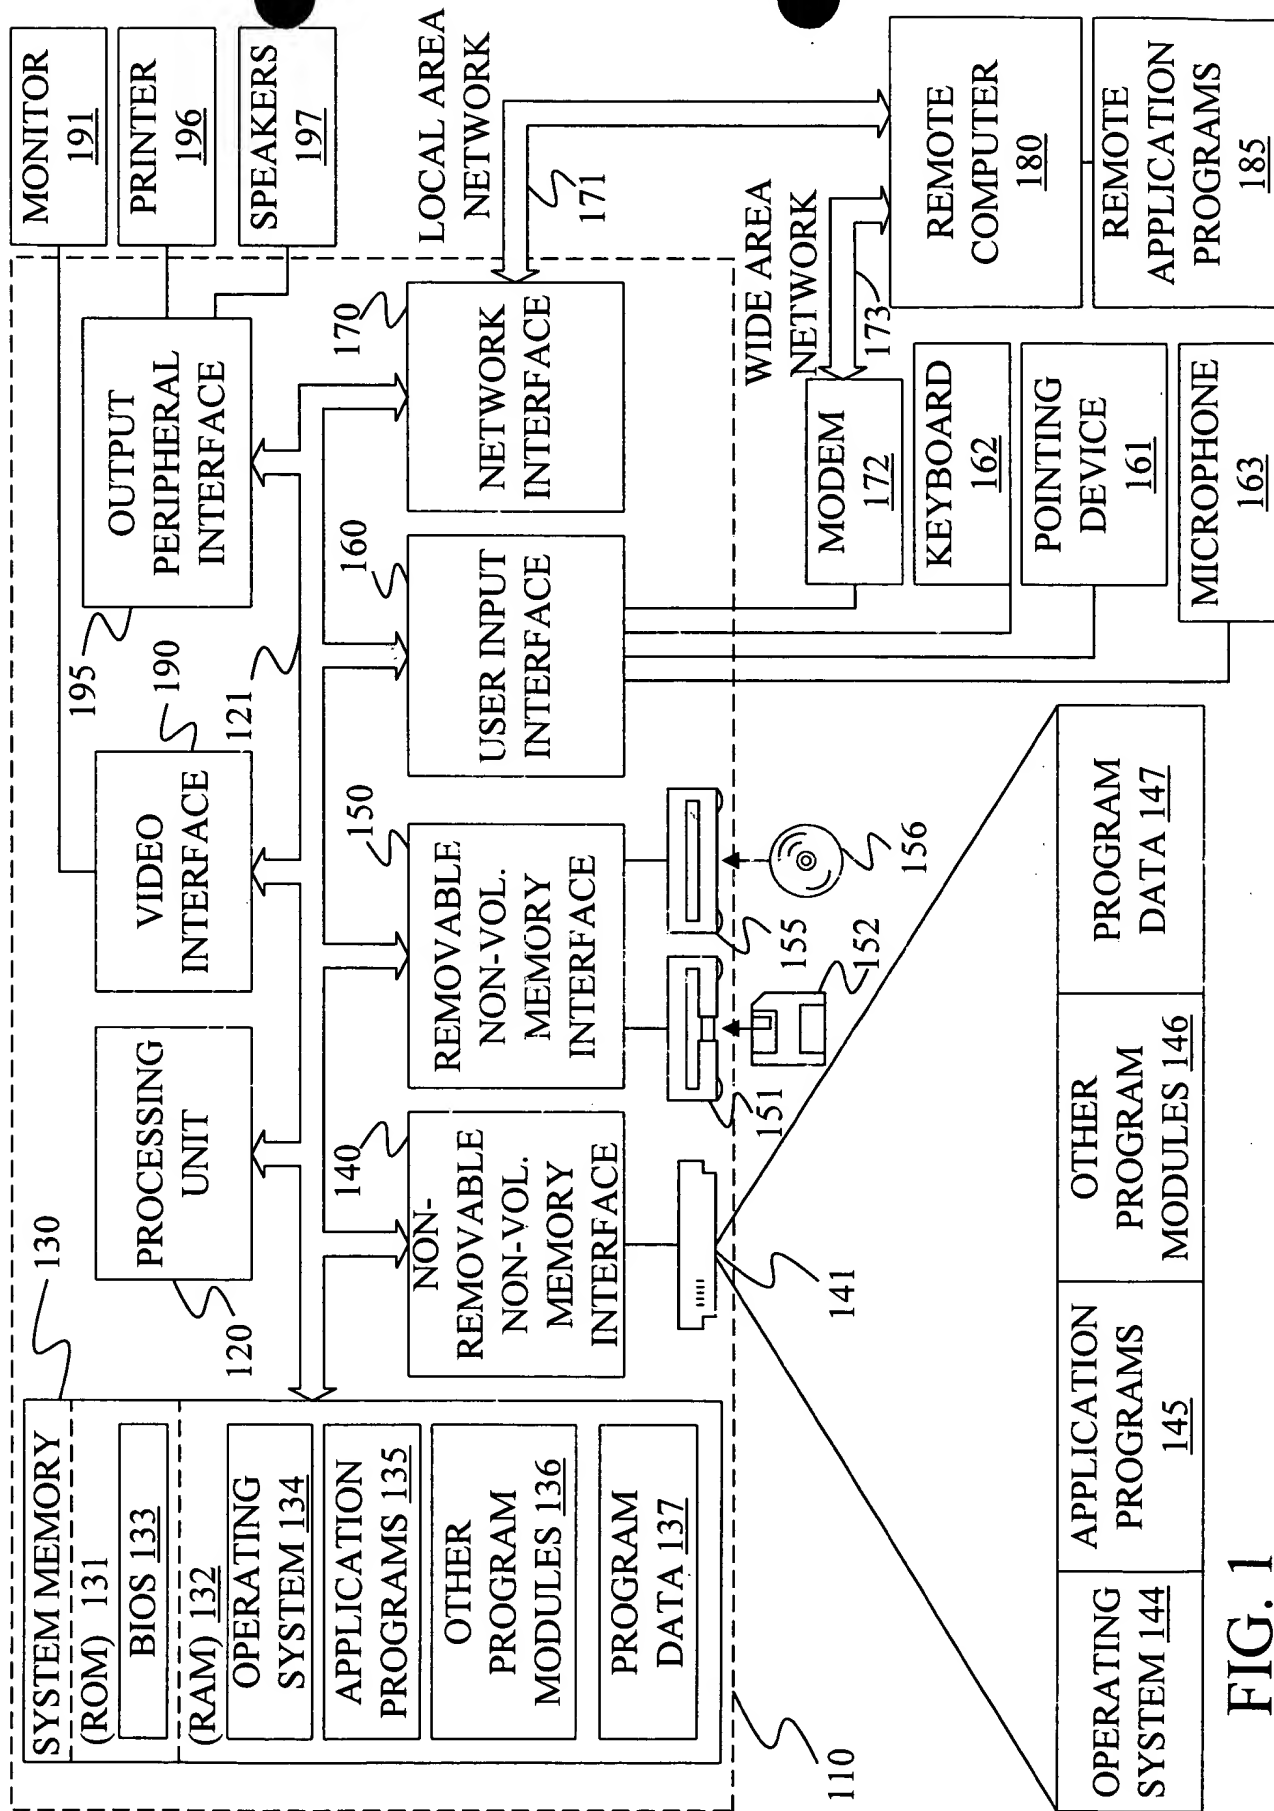 SYSTEM MEMORY
(ROM) 131
BIOS 133
(RAM) 132
OPERATING
SYSTEM 134
APPLICATION
PROGRAMS 135
OTHER
PROGRAM
MODULES 136
PROGRAM
DATA 137
130
120
PROCESSING
UNIT
VIDEO
INTERFACE
190
121
195
OUTPUT
PERIPHERAL
INTERFACE
MONITOR
191
PRINTER
196
SPEAKERS
197
140
NON-
REMOVABLE
NON-VOL.
MEMORY
INTERFACE
150
REMOVABLE
NON-VOL.
MEMORY
INTERFACE
160
USER INPUT
INTERFACE
170
NETWORK
INTERFACE
LOCAL AREA
NETWORK
171
WIDE AREA
NETWORK
173
MODEM
172
KEYBOARD
162
POINTING
DEVICE
161
MICROPHONE
163
REMOTE
COMPUTER
180
REMOTE
APPLICATION
PROGRAMS
185
110
141
151
152
155
156
OPERATING
SYSTEM 144
APPLICATION
PROGRAMS
145
OTHER
PROGRAM
MODULES 146
PROGRAM
DATA 147
FIG. 1